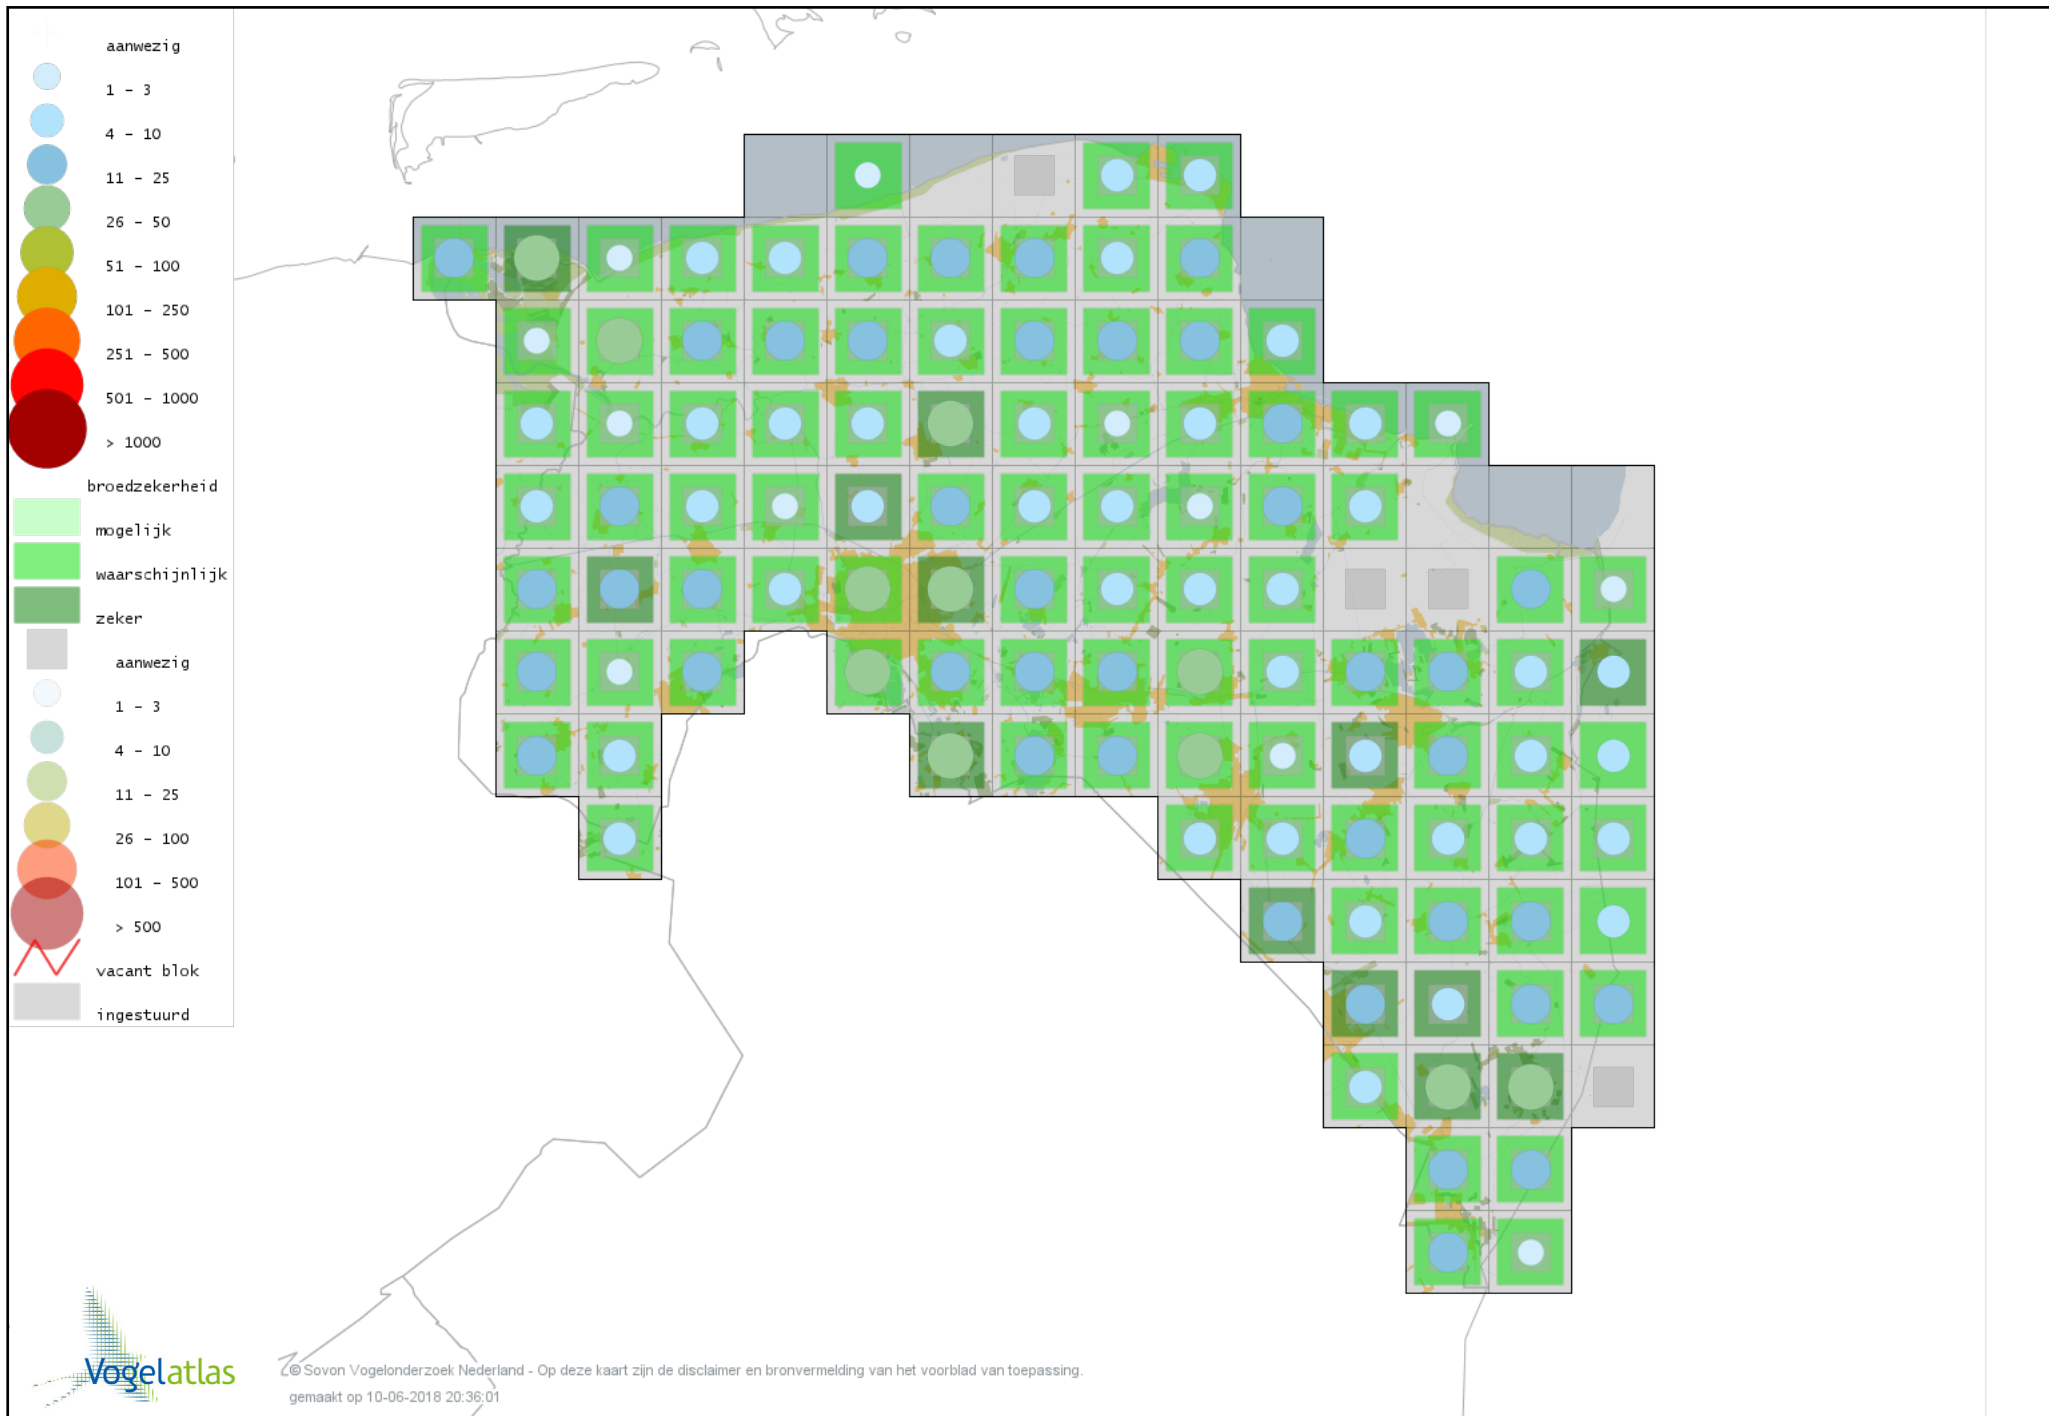 aanwezig
1 - 3
4 - 10
11 - 25
26 - 50
51 - 100
101 - 250
251 - 500
501 - 1000
> 1000
broedzekerheid
mogelijk
waarschijnlijk
zeker
aanwezig
1 - 3
4 - 10
11 - 25
26 - 100
101 - 500
> 500
vacant blok
ingestuurd
Vogelatlas
© Sovon Vogelonderzoek Nederland - Op deze kaart zijn de disclaimer en bronvermelding van het voorblad van toepassing.
gemaakt op 10-06-2018 20:36:01